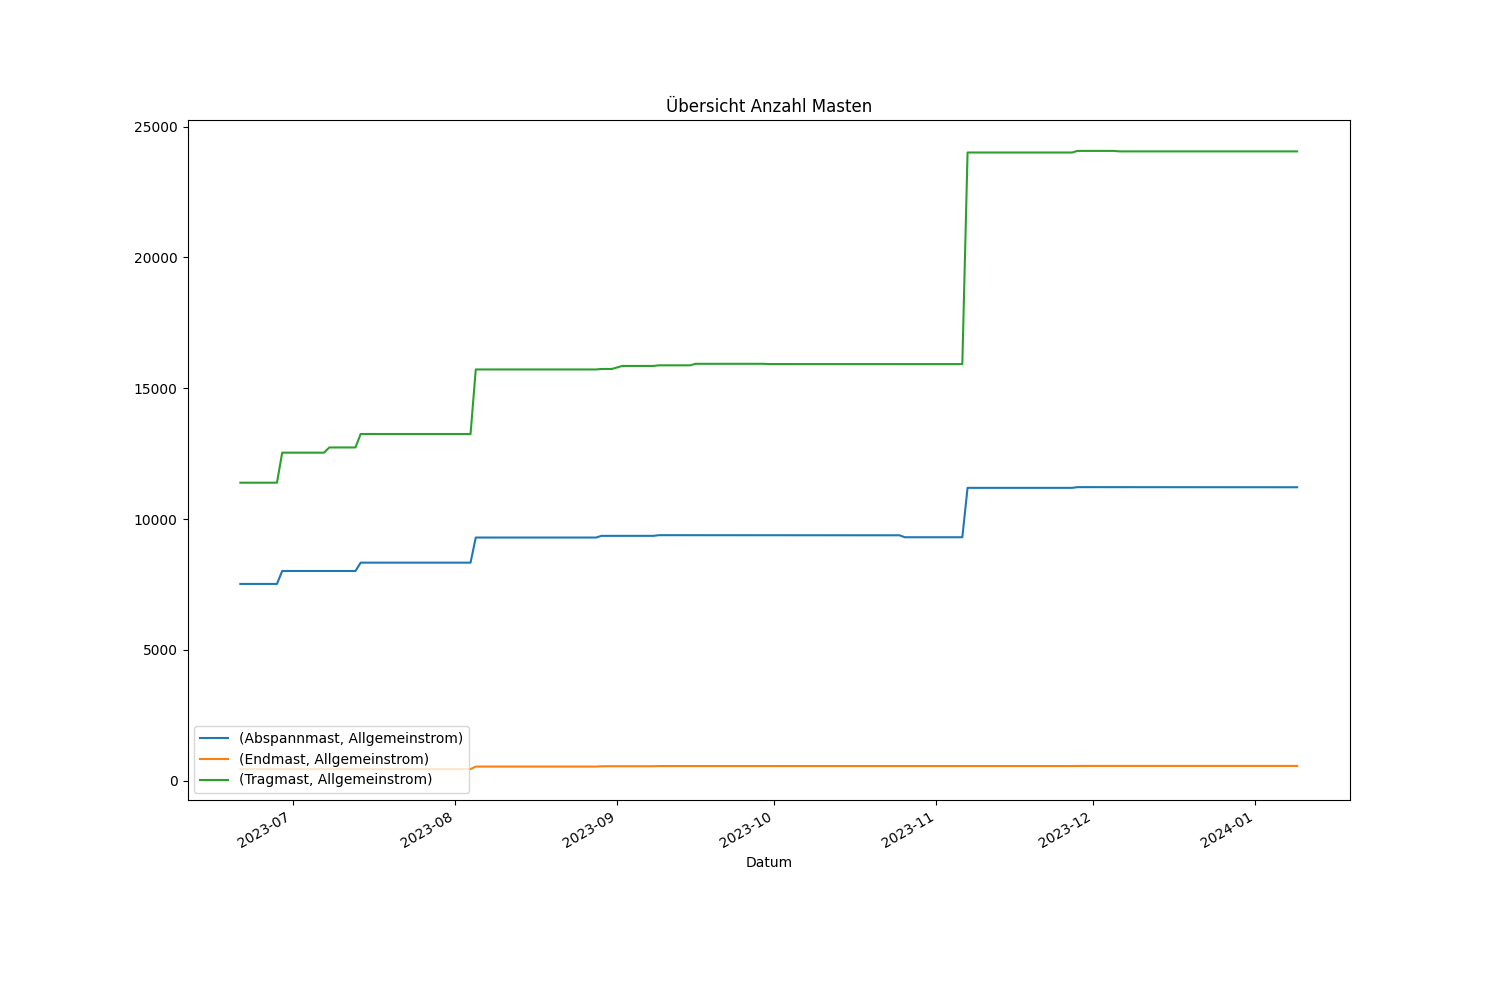 Übersicht Anzahl Masten
25000
20000
15000
10000
5000
0
(Abspannmast, Allgemeinstrom)
(Endmast, Allgemeinstrom)
(Tragmast, Allgemeinstrom)
2023-07
2023-08
2023-09
2023-10
2023-11
2023-12
2024-01
Datum